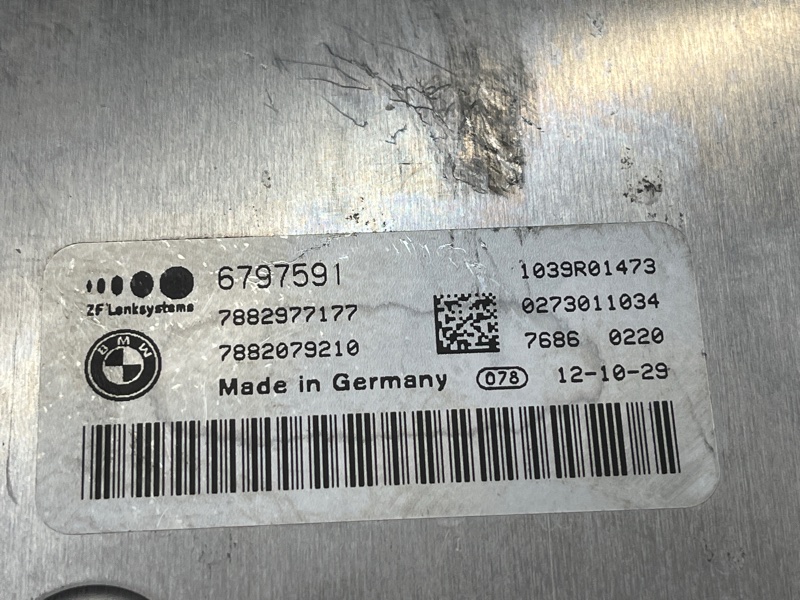 6797591 1039R01473
ZF Lenksysteme
7882977177 0273011034
BMW
7882079210 7686 0220
Made in Germany 078 12-10-29